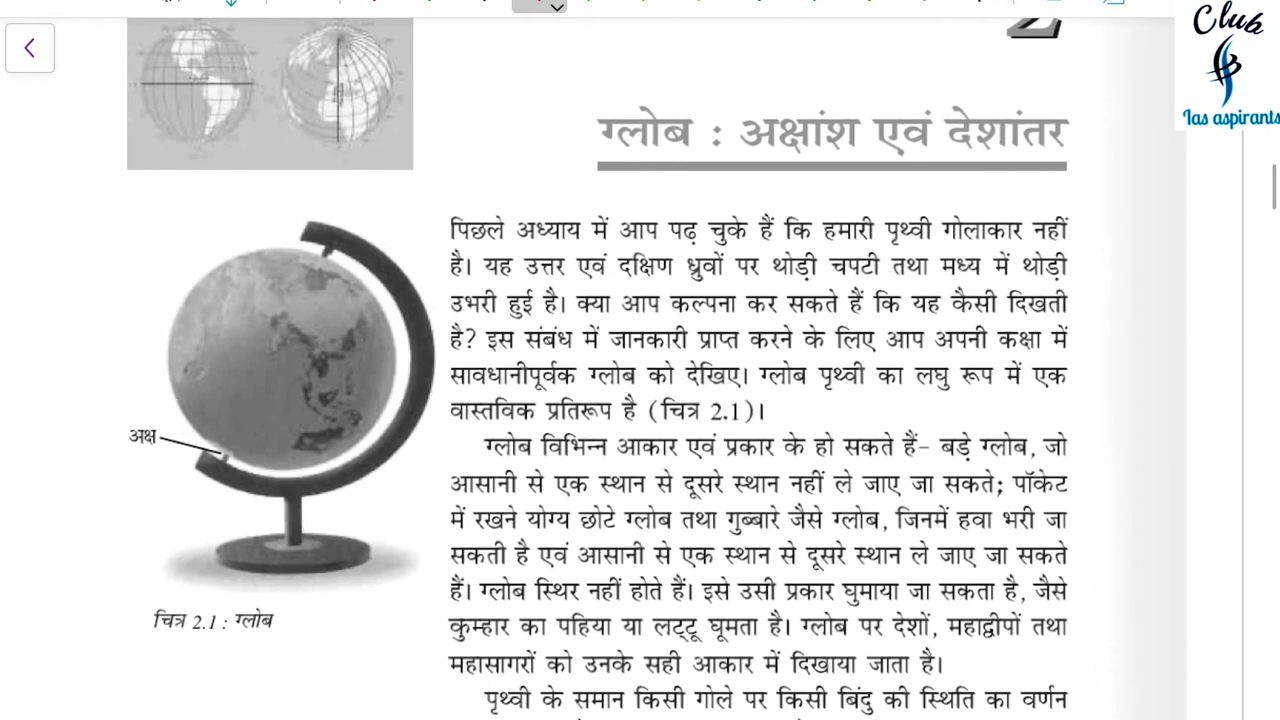 Club
Ias aspirants
ग्लोब : अक्षांश एवं देशांतर
पिछले अध्याय में आप पढ़ चुके हैं कि हमारी पृथ्वी गोलाकार नहीं
है। यह उत्तर एवं दक्षिण ध्रुवों पर थोड़ी चपटी तथा मध्य में थोड़ी
उभरी हुई है। क्या आप कल्पना कर सकते हैं कि यह कैसी दिखती
है? इस संबंध में जानकारी प्राप्त करने के लिए आप अपनी कक्षा में
सावधानीपूर्वक ग्लोब को देखिए। ग्लोब पृथ्वी का लघु रूप में एक
वास्तविक प्रतिरूप है (चित्र 2.1)।
ग्लोब विभिन्न आकार एवं प्रकार के हो सकते हैं- बड़े ग्लोब, जो
आसानी से एक स्थान से दूसरे स्थान नहीं ले जाए जा सकते; पॉकेट
में रखने योग्य छोटे ग्लोब तथा गुब्बारे जैसे ग्लोब, जिनमें हवा भरी जा
सकती है एवं आसानी से एक स्थान से दूसरे स्थान ले जाए जा सकते
हैं। ग्लोब स्थिर नहीं होते हैं। इसे उसी प्रकार घुमाया जा सकता है, जैसे
कुम्हार का पहिया या लट्टू घूमता है। ग्लोब पर देशों, महाद्वीपों तथा
महासागरों को उनके सही आकार में दिखाया जाता है।
पृथ्वी के समान किसी गोले पर किसी बिंदु की स्थिति का वर्णन
अक्ष
चित्र 2.1 : ग्लोब